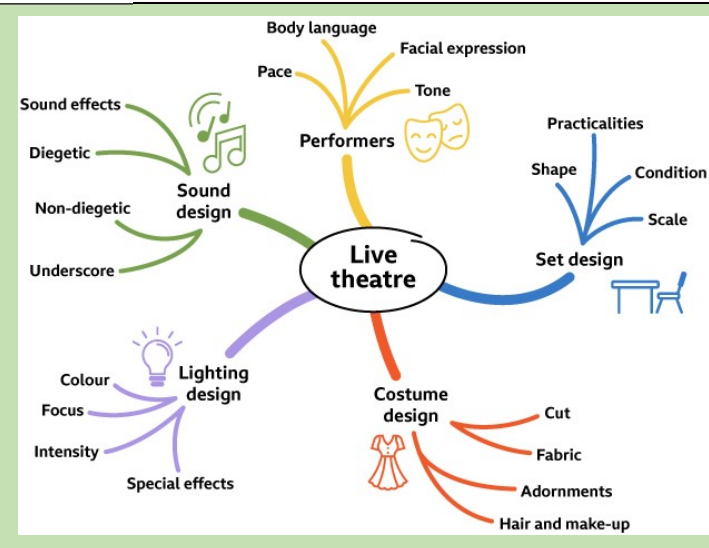 Body language
Facial expression
Pace
Tone
Performers
Sound effects
Diegetic
Non-diegetic
Underscore
Sound
design
Practicalities
Shape
Condition
Scale
Set design
Live
theatre
Lighting
design
Colour
Focus
Intensity
Special effects
Costume
design
Cut
Fabric
Adornments
Hair and make-up